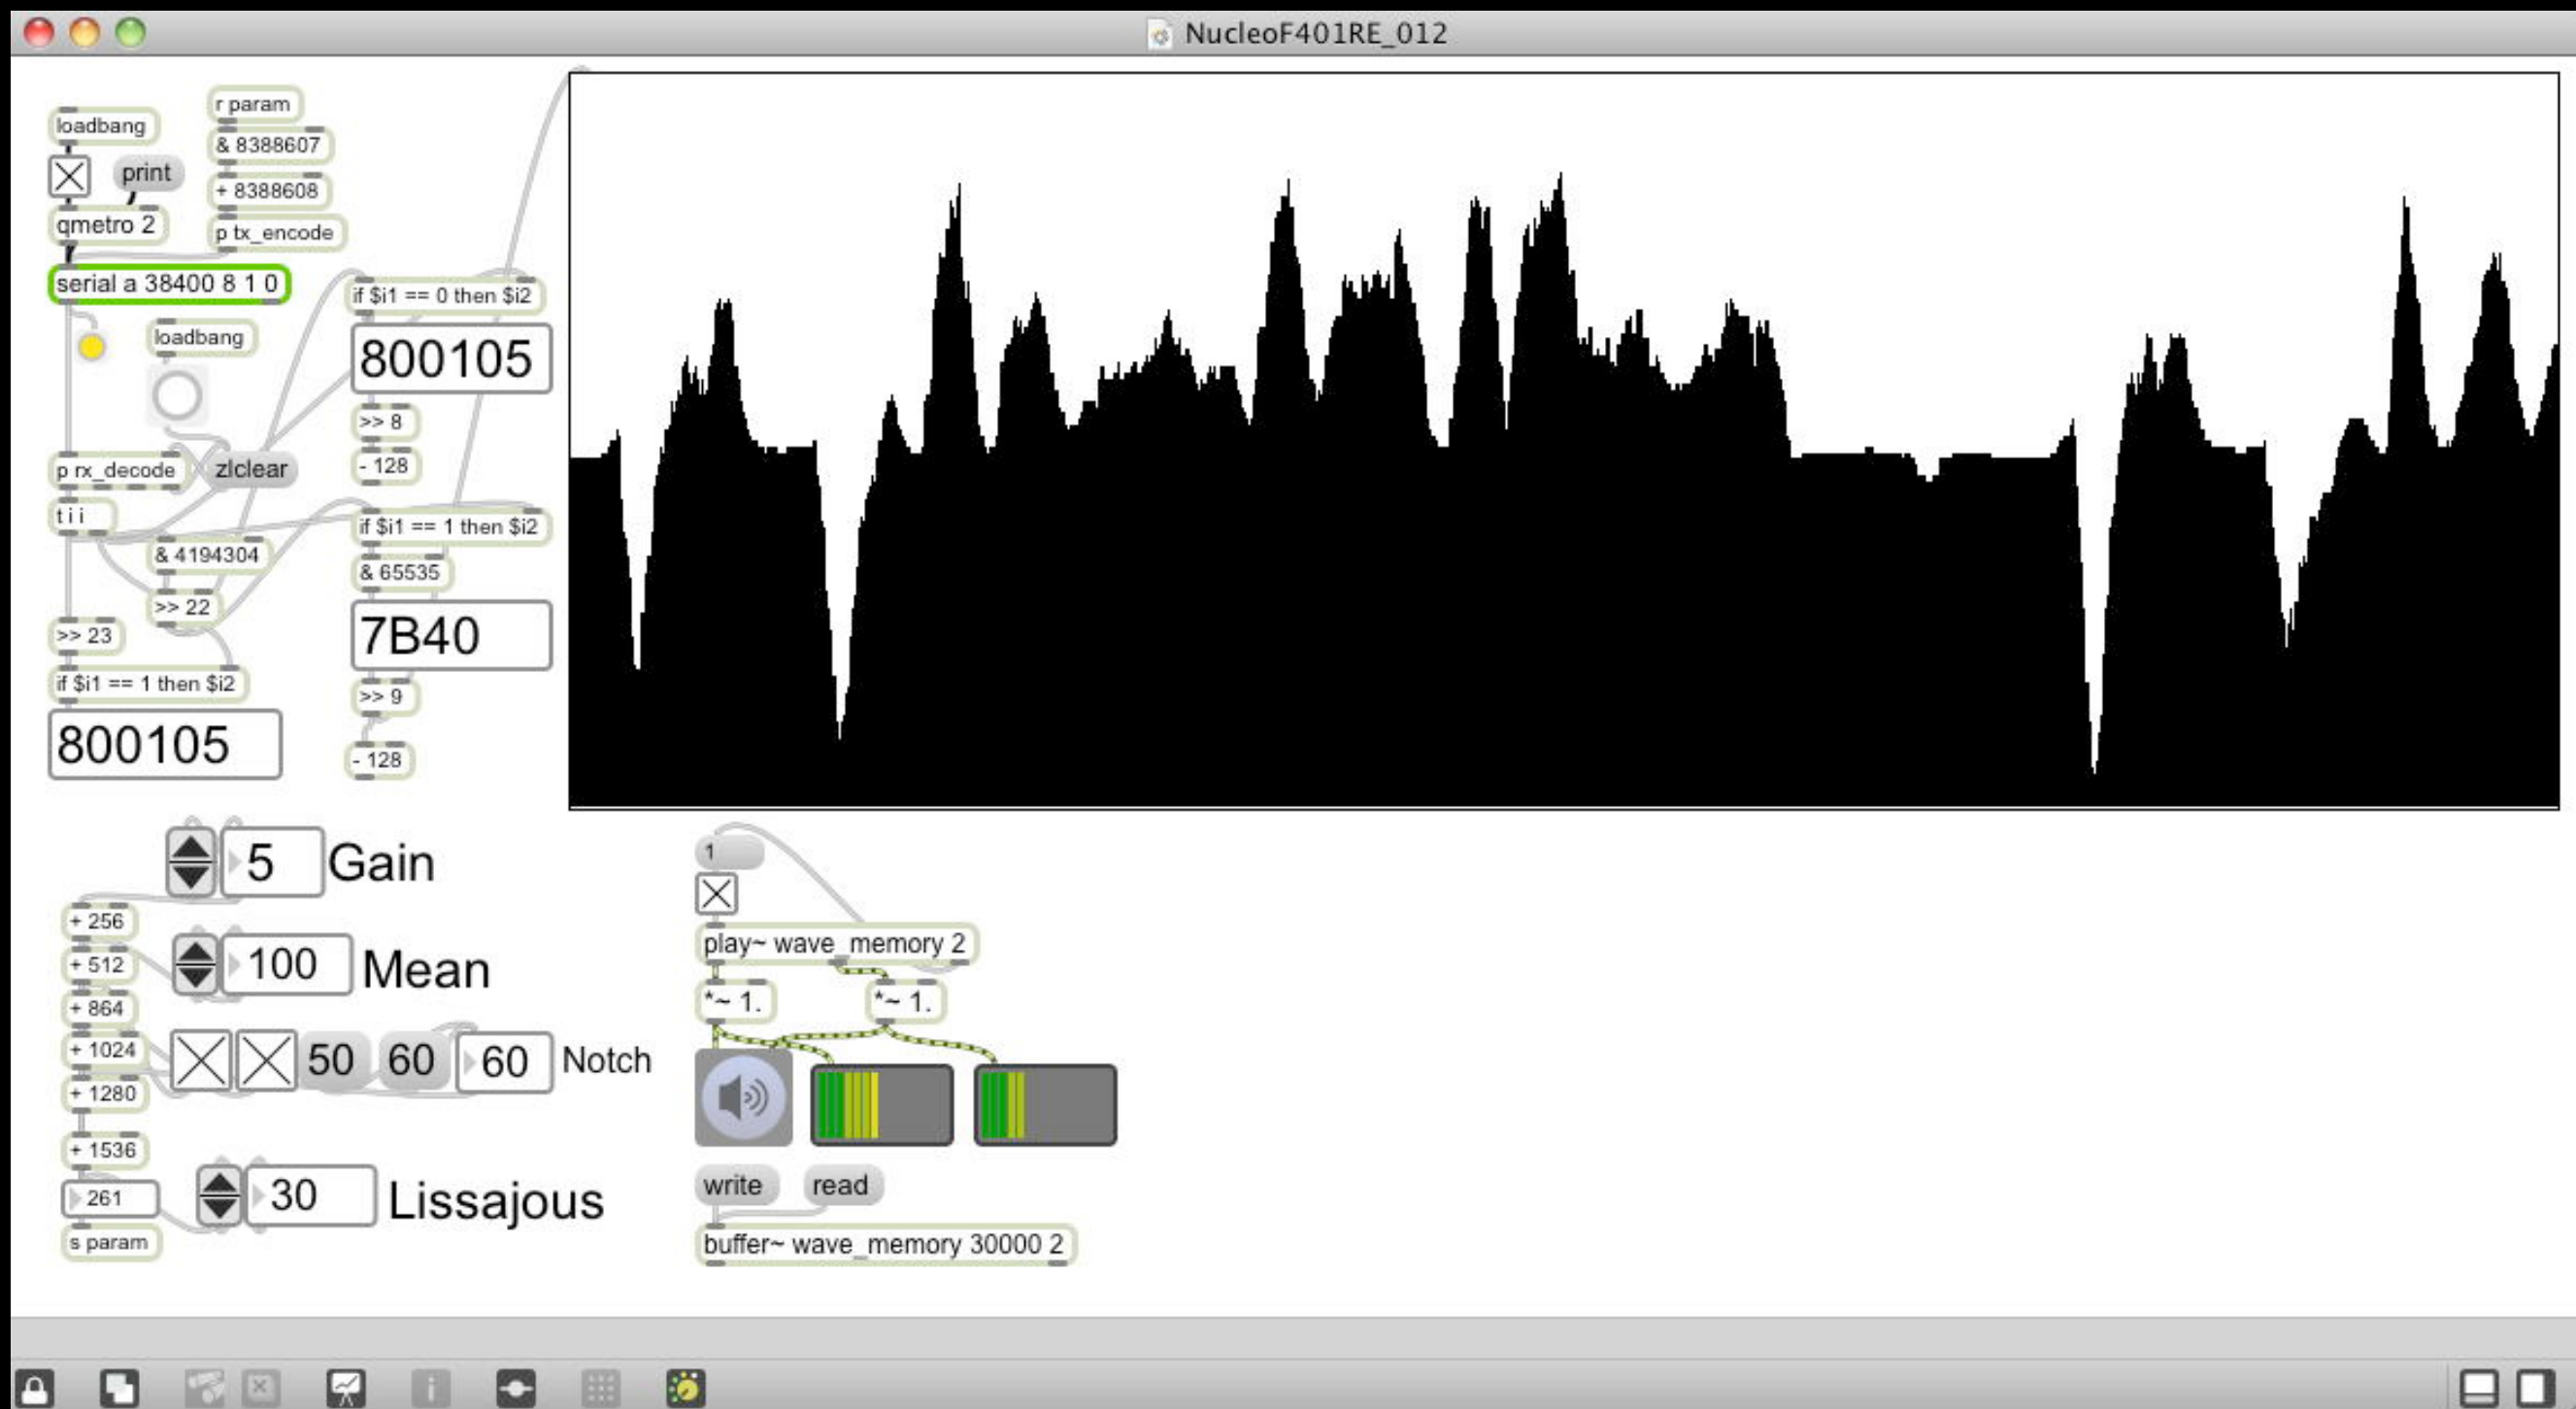 NucleoF401RE_012
loadbang
print
qmetro 2
r param
& 8388607
+ 8388608
p tx_encode
serial a 38400 8 1 0
loadbang
if $i1 == 0 then $i2
800105
>> 8
- 128
p rx_decode
zlclear
t i i
& 4194304
>> 22
>> 23
if $i1 == 1 then $i2
800105
if $i1 == 1 then $i2
& 65535
7B40
>> 9
- 128
5 Gain
+ 256
+ 512
100 Mean
+ 864
+ 1024
50 60 60 Notch
+ 1280
+ 1536
261
30 Lissajous
s param
1
play~ wave_memory 2
*~ 1. *~ 1.
write read
buffer~ wave_memory 30000 2